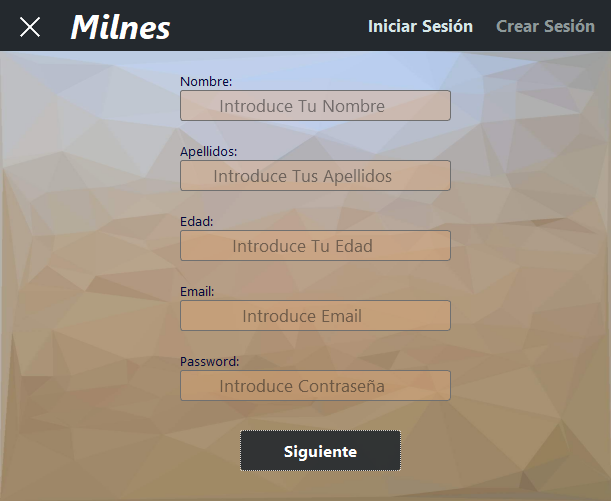 Milnes
Iniciar Sesión Crear Sesión
Nombre:
Introduce Tu Nombre
Apellidos:
Introduce Tus Apellidos
Edad:
Introduce Tu Edad
Email:
Introduce Email
Password:
Introduce Contraseña
Siguiente